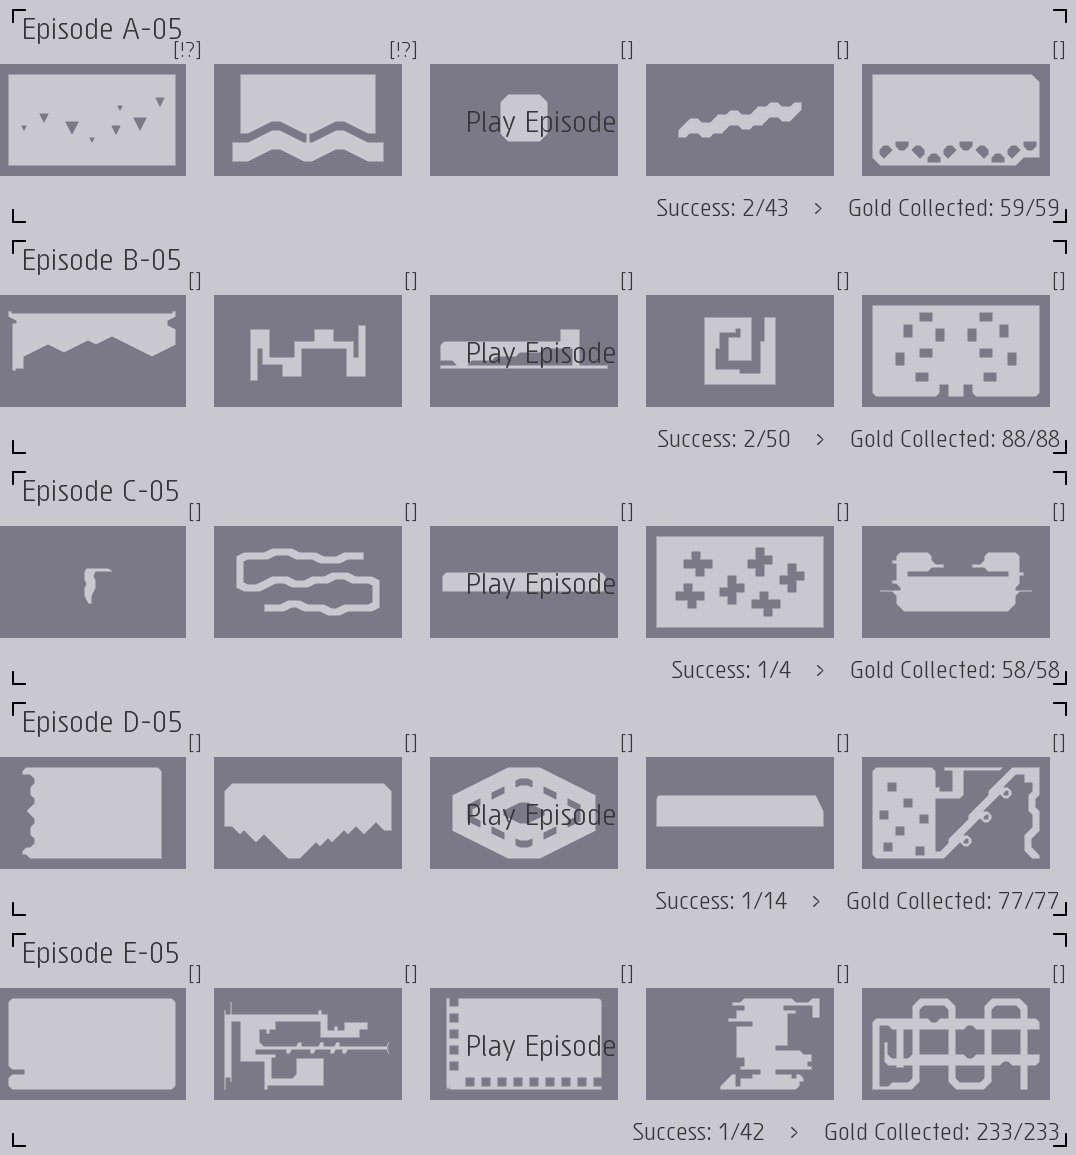 Episode A-05
[!?] [!?] [] [] []
Play Episode
Success: 2/43 > Gold Collected: 59/59
Episode B-05
[] [] [] [] []
Play Episode
Success: 2/50 > Gold Collected: 88/88
Episode C-05
[] [] [] [] []
Play Episode
Success: 1/4 > Gold Collected: 58/58
Episode D-05
[] [] [] [] []
Play Episode
Success: 1/14 > Gold Collected: 77/77
Episode E-05
[] [] [] [] []
Play Episode
Success: 1/42 > Gold Collected: 233/233